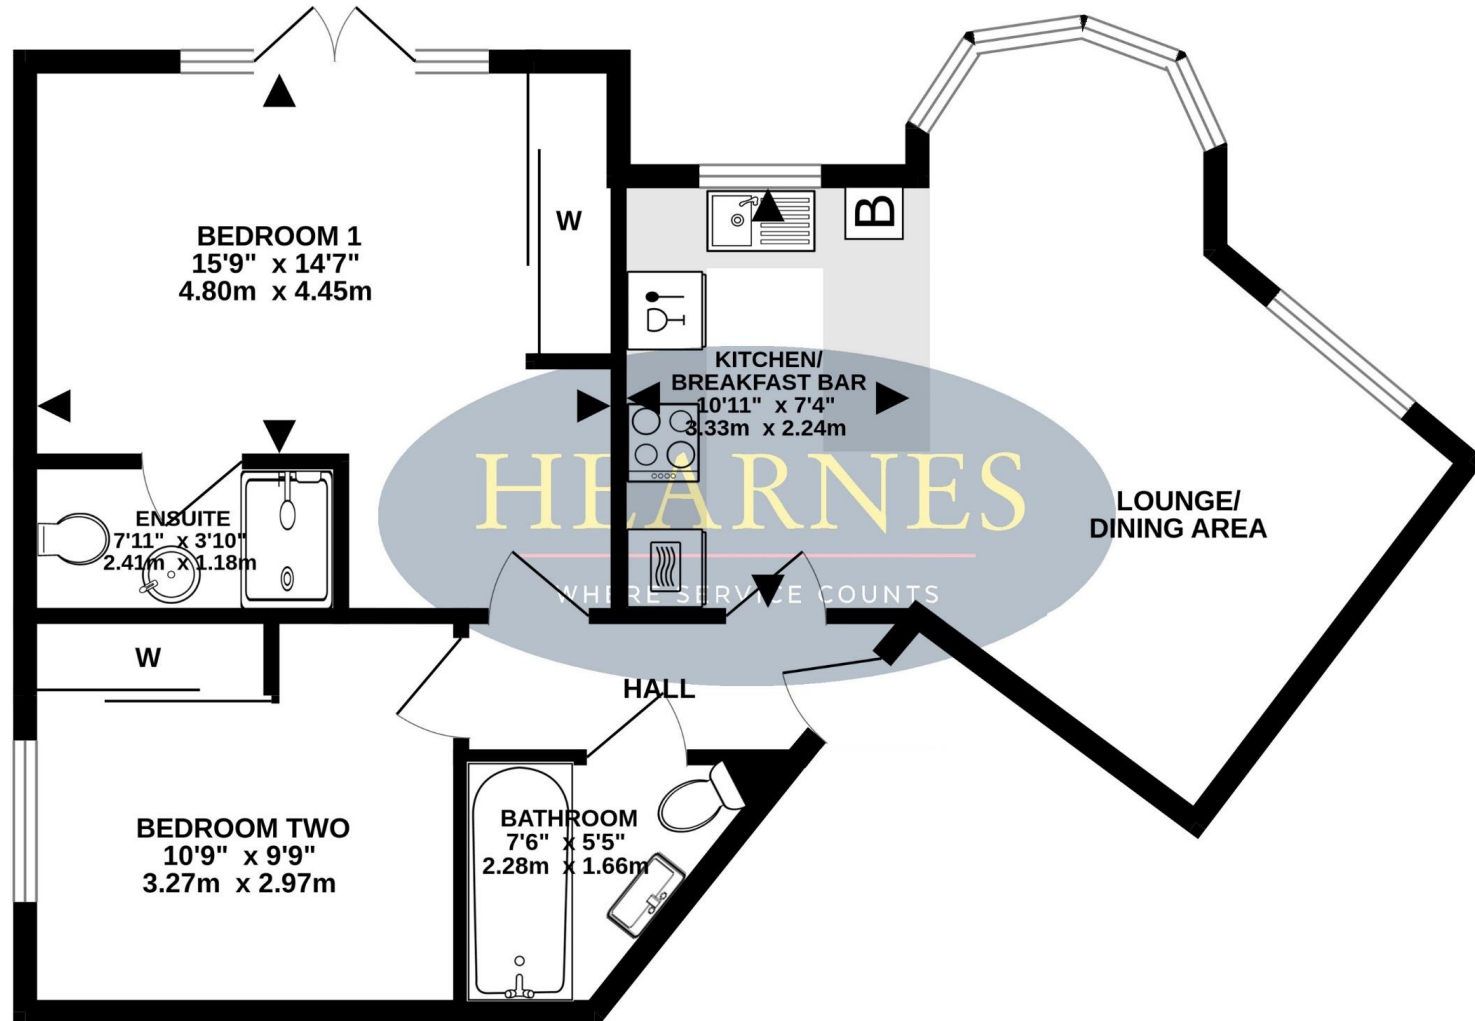 BEDROOM 1
15'9" x 14'7"
4.80m x 4.45m
W
B
KITCHEN/
BREAKFAST BAR
10'11" x 7'4"
3.33m x 2.24m
HEARNES
WHERE SERVICE COUNTS
LOUNGE/
DINING AREA
ENSUITE
7'11" x 3'10"
2.41m x 1.18m
W
HALL
BEDROOM TWO
10'9" x 9'9"
3.27m x 2.97m
BATHROOM
7'6" x 5'5"
2.28m x 1.66m